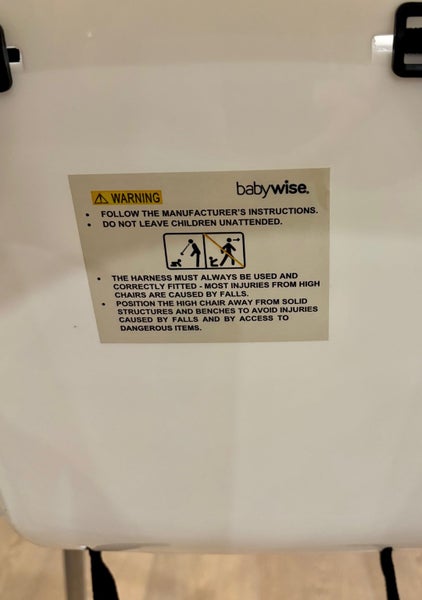 ⚠ WARNING
babywise.
• FOLLOW THE MANUFACTURER'S INSTRUCTIONS.
• DO NOT LEAVE CHILDREN UNATTENDED.
• THE HARNESS MUST ALWAYS BE USED AND
CORRECTLY FITTED - MOST INJURIES FROM HIGH
CHAIRS ARE CAUSED BY FALLS.
• POSITION THE HIGH CHAIR AWAY FROM SOLID
STRUCTURES AND BENCHES TO AVOID INJURIES
CAUSED BY FALLS AND BY ACCESS TO
DANGEROUS ITEMS.